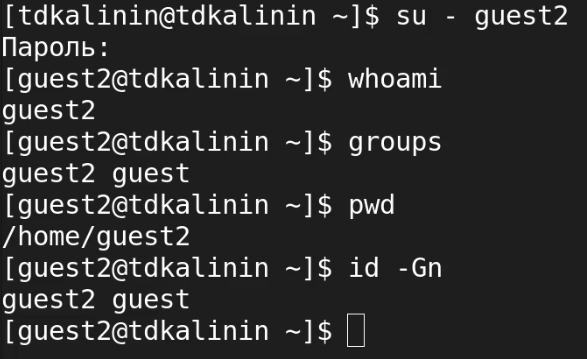 [tdkalinin@tdkalinin ~]$ su - guest2
Пароль:
[guest2@tdkalinin ~]$ whoami
guest2
[guest2@tdkalinin ~]$ groups
guest2 guest
[guest2@tdkalinin ~]$ pwd
/home/guest2
[guest2@tdkalinin ~]$ id -Gn
guest2 guest
[guest2@tdkalinin ~]$